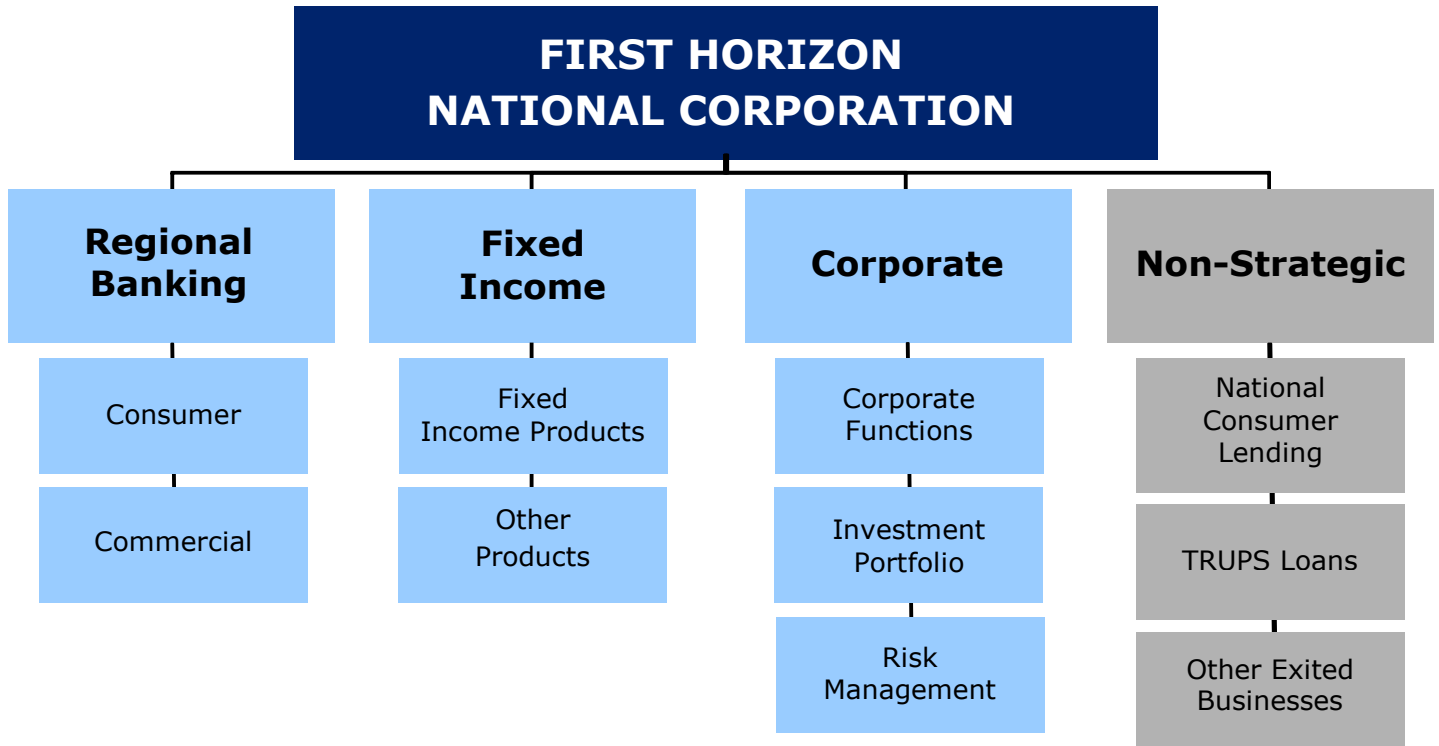 FIRST HORIZON
NATIONAL CORPORATION
Regional
Banking
Consumer
Commercial
Fixed
Income
Fixed
Income Products
Other
Products
Corporate
Corporate
Functions
Investment
Portfolio
Risk
Management
Non-Strategic
National
Consumer
Lending
TRUPS Loans
Other Exited
Businesses